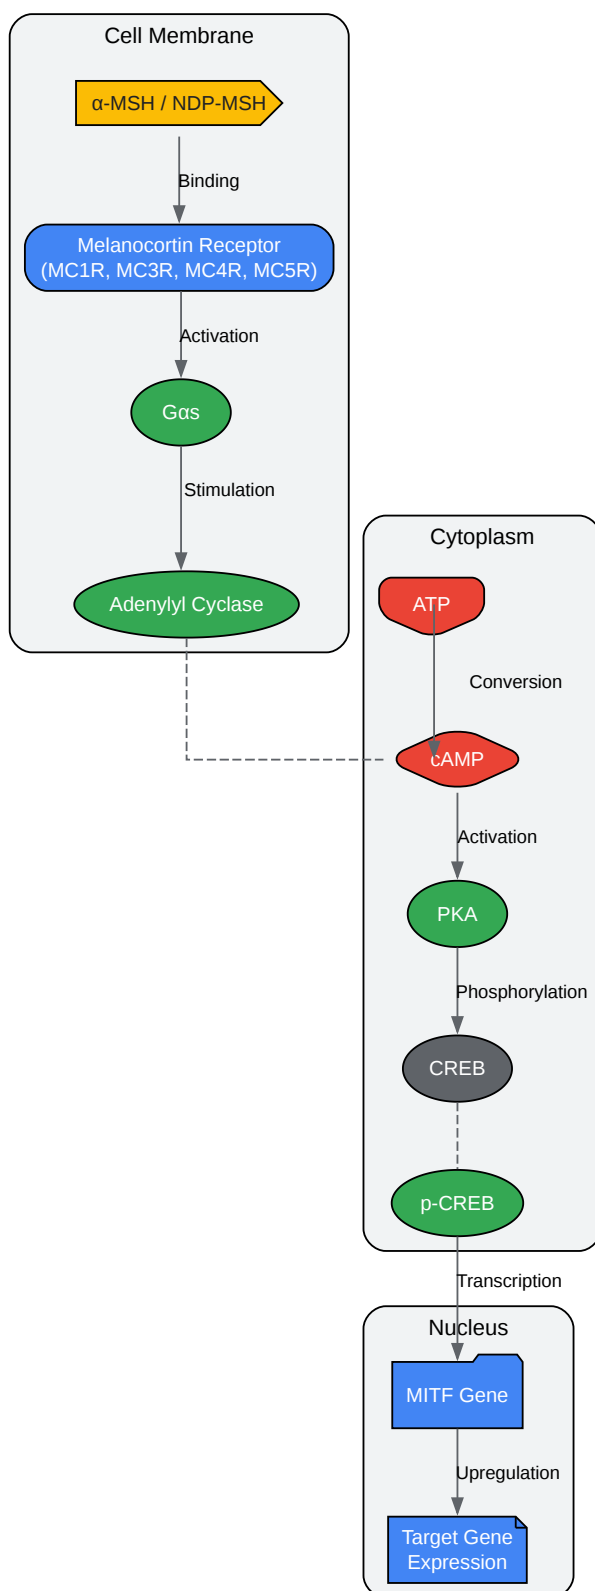 Cell Membrane
α-MSH / NDP-MSH
Binding
Melanocortin Receptor
(MC1R, MC3R, MC4R, MC5R)
Activation
Gαs
Stimulation
Adenylyl Cyclase
Cytoplasm
ATP
Conversion
cAMP
Activation
PKA
Phosphorylation
CREB
p-CREB
Transcription
Nucleus
MITF Gene
Upregulation
Target Gene
Expression